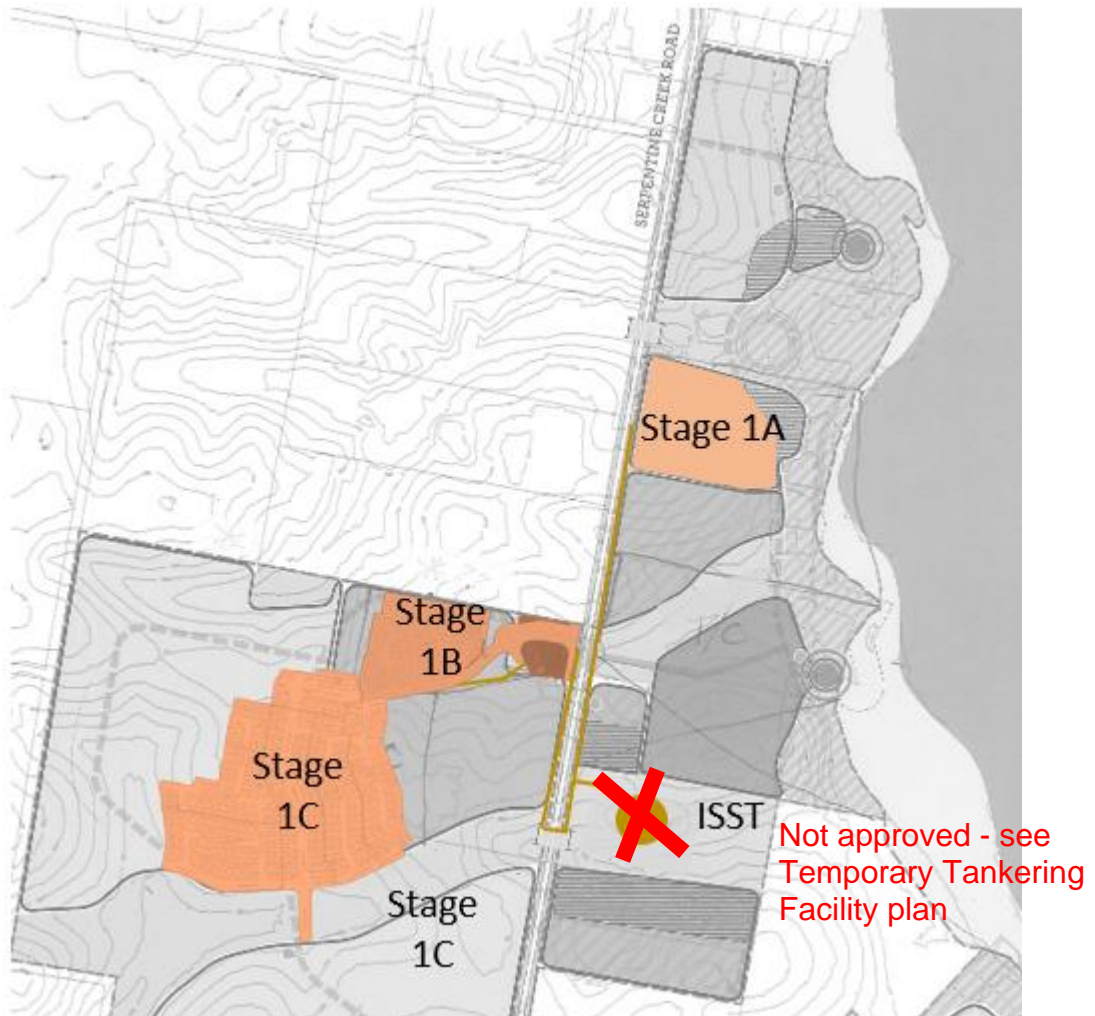 SERPENTINE CREEK ROAD
Stage 1A
Stage
1B
Stage
1C
ISST
Not approved - see
Temporary Tankering
Facility plan
Stage
1C